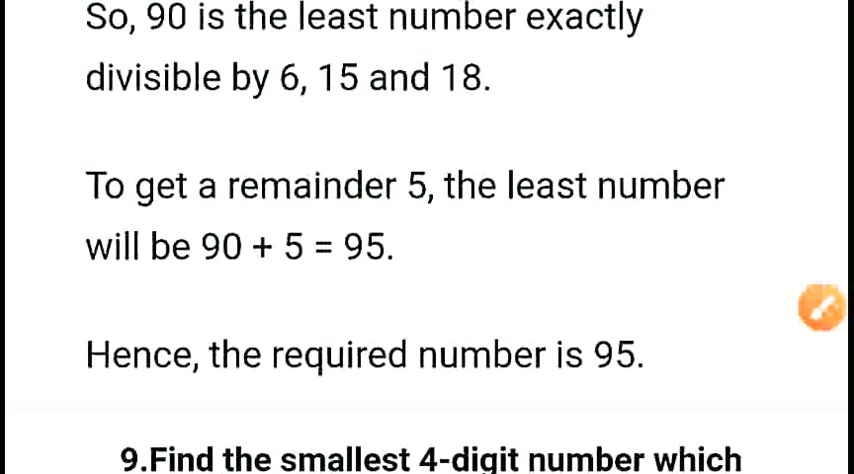 So, 90 is the least number exactly
divisible by 6, 15 and 18.
To get a remainder 5, the least number
will be 90 + 5 = 95.
Hence, the required number is 95.
9.Find the smallest 4-digit number which